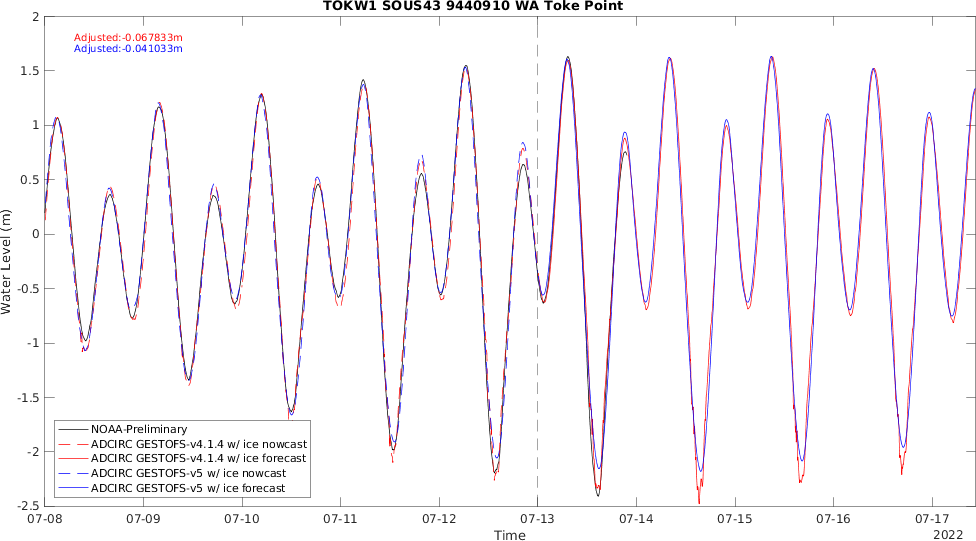 TOKW1 SOUS43 9440910 WA Toke Point
Adjusted:-0.067833m
Adjusted:-0.041033m
2
1.5
1
0.5
0
-0.5
-1
-1.5
-2
-2.5
Water Level (m)
NOAA-Preliminary
ADCIRC GESTOFS-v4.1.4 w/ ice nowcast
ADCIRC GESTOFS-v4.1.4 w/ ice forecast
ADCIRC GESTOFS-v5 w/ ice nowcast
ADCIRC GESTOFS-v5 w/ ice forecast
07-08 07-09 07-10 07-11 07-12 07-13 07-14 07-15 07-16 07-17
Time
2022